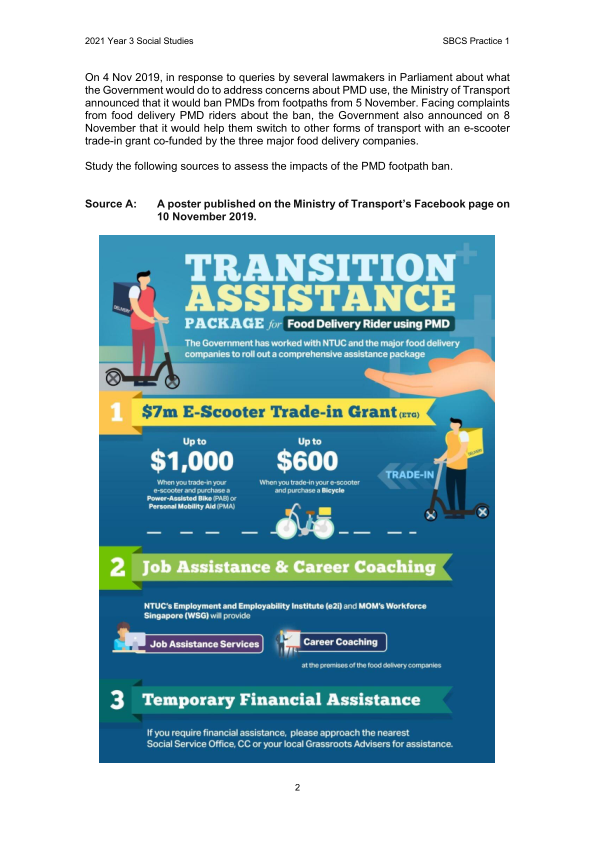 2021 Year 3 Social Studies SBCS Practice 1
On 4 Nov 2019, in response to queries by several lawmakers in Parliament about what
the Government would do to address concerns about PMD use, the Ministry of Transport
announced that it would ban PMDs from footpaths from 5 November. Facing complaints
from food delivery PMD riders about the ban, the Government also announced on 8
November that it would help them switch to other forms of transport with an e-scooter
trade-in grant co-funded by the three major food delivery companies.
Study the following sources to assess the impacts of the PMD footpath ban.
Source A: A poster published on the Ministry of Transport's Facebook page on
10 November 2019.
TRANSITION
ASSISTANCE
PACKAGE for Food Delivery Rider using PMD
The Government has worked with NTUC and the major food delivery
companies to roll out a comprehensive assistance package
DELIVERY
1 $7m E-Scooter Trade-in Grant (ETG)
Up to
$1,000
When you trade-in your
e-scooter and purchase a
Power-Assisted Bike (PAB) or
Personal Mobility Aid (PMA)
Up to
$600
When you trade-in your e-scooter
and purchase a Bicycle
TRADE-IN
2 Job Assistance & Career Coaching
NTUC's Employment and Employability Institute (e2i) and MOM's Workforce
Singapore (WSG) will provide
Job Assistance Services
Career Coaching
at the premises of the food delivery companies
3 Temporary Financial Assistance
If you require financial assistance, please approach the nearest
Social Service Office, CC or your local Grassroots Advisers for assistance.
2